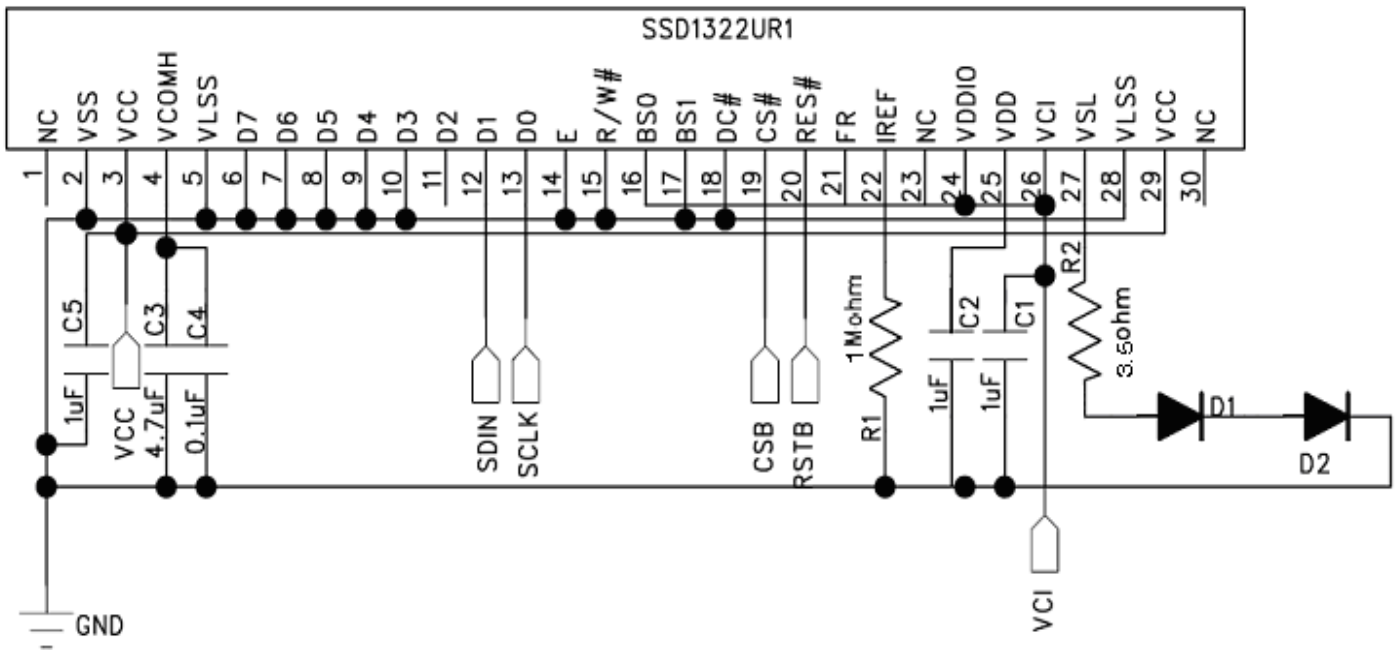 SSD1322UR1
NC
VSS
VCC
VCOMH
VLSS
D7
D6
D5
D4
D3
D2
D1
D0
E
R/W#
BS0
BS1
DC#
CS#
RES#
FR
IREF
NC
VDDIO
VDD
VCI
VSL
VLSS
VCC
NC
1
2
3
4
5
6
7
8
9
10
11
12
13
14
15
16
17
18
19
20
21
22
23
24
25
26
27
28
29
30
C5
1uF
VCC
C3
4.7uF
C4
0.1uF
SDIN
SCLK
CSB
RSTB
1Mohm
R1
C2
1uF
C1
1uF
R2
3.5ohm
D1
D2
VCI
GND